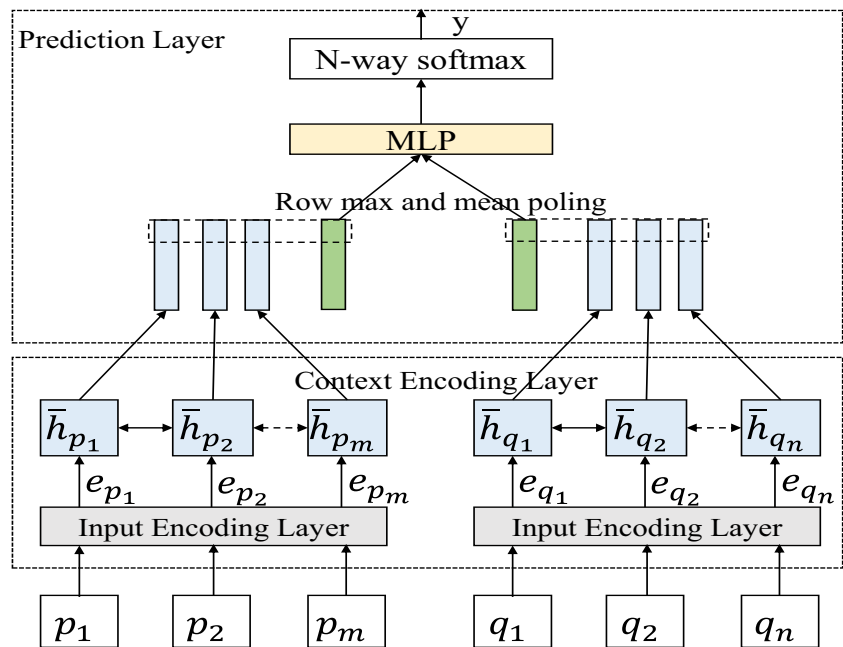 y
Prediction Layer
N-way softmax
MLP
Row max and mean poling
Context Encoding Layer
h̅p₁ h̅p₂ h̅pₘ h̅q₁ h̅q₂ h̅qₙ
ep₁ ep₂ epₘ eq₁ eq₂ eqₙ
Input Encoding Layer Input Encoding Layer
p₁ p₂ pₘ q₁ q₂ qₙ